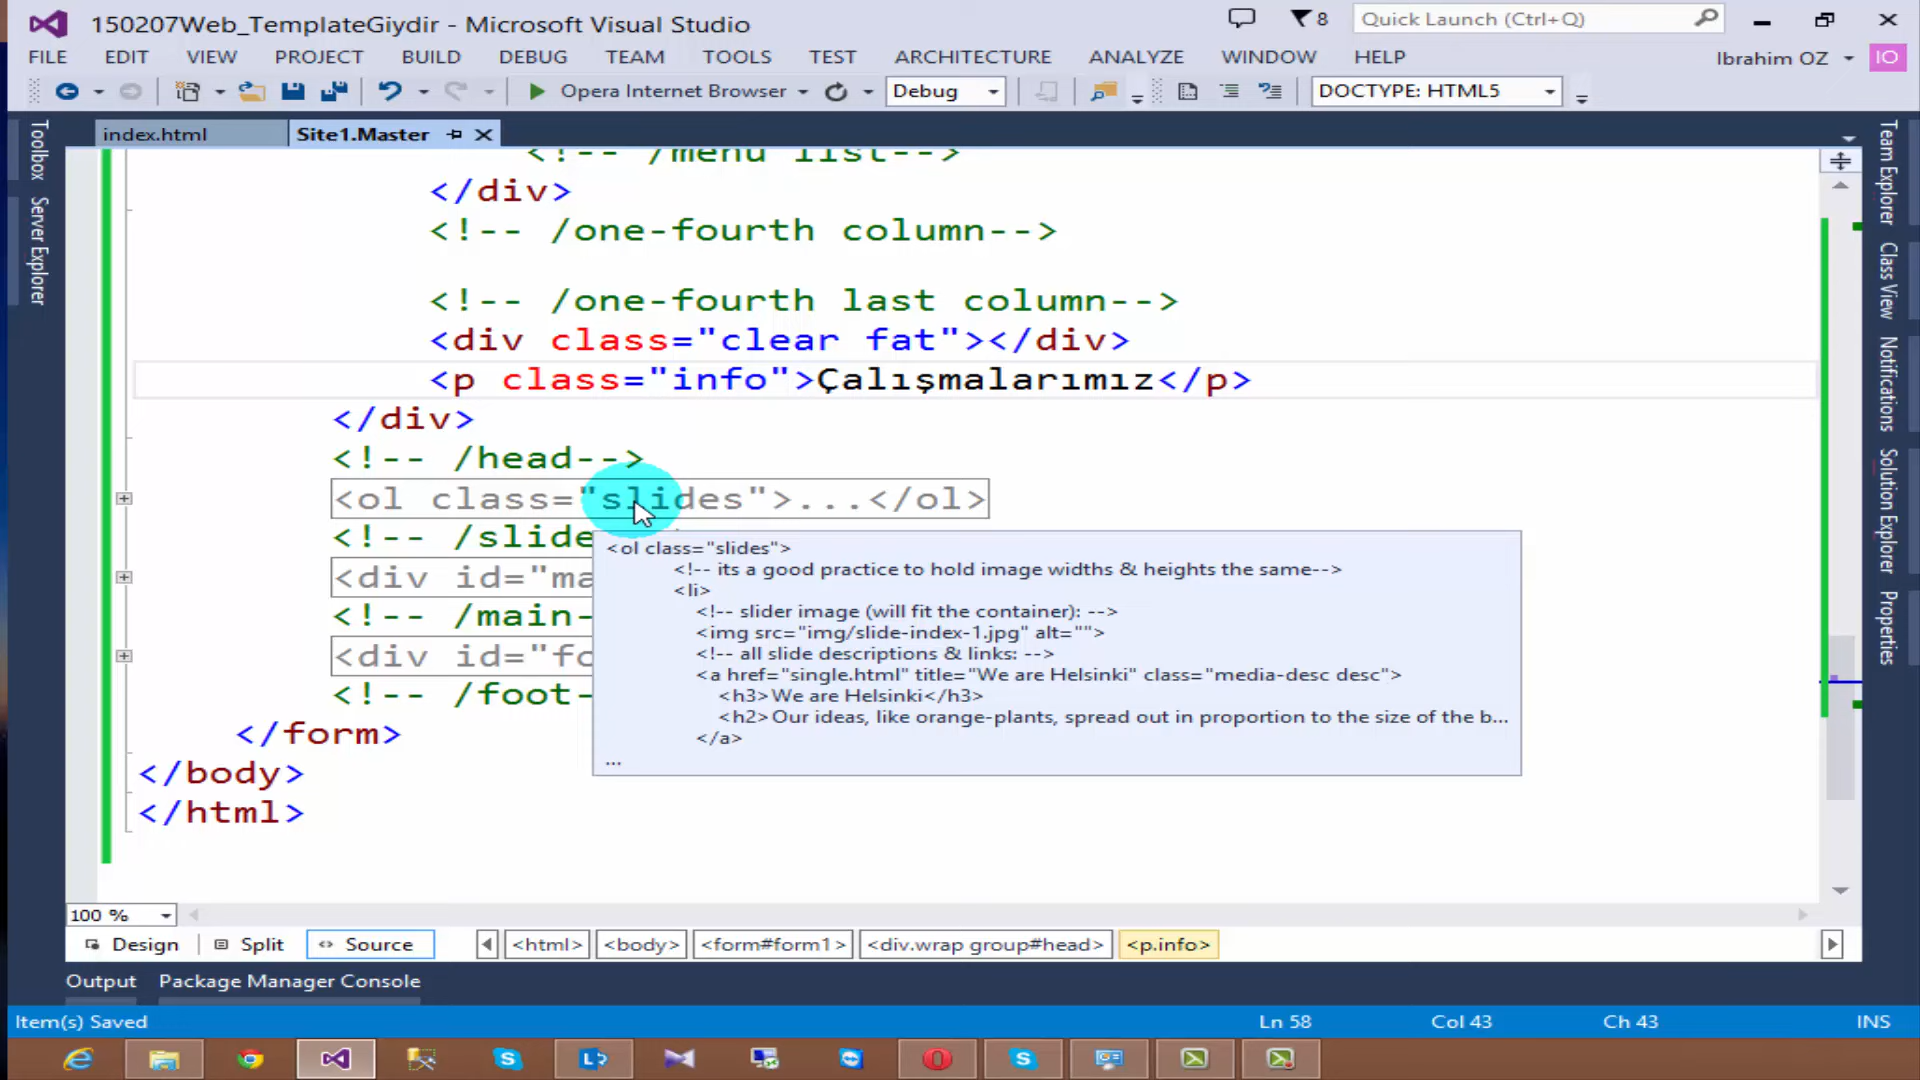 150207Web_TemplateGiydir - Microsoft Visual Studio
8
Quick Launch (Ctrl+Q)
FILE EDIT VIEW PROJECT BUILD DEBUG TEAM TOOLS TEST ARCHITECTURE ANALYZE WINDOW HELP
Ibrahim OZ
IO
Opera Internet Browser
Debug
DOCTYPE: HTML5
index.html
Site1.Master
Toolbox
Server Explorer
<!-- /menu list-->
</div>
<!-- /one-fourth column-->
<!-- /one-fourth last column-->
<div class="clear fat"></div>
<p class="info">Çalışmalarımız</p>
</div>
<!-- /head-->
<ol class="slides">...</ol>
<!-- /slide
<div id="ma
<!-- /main-
<div id="fo
<!-- /foot-
</form>
</body>
</html>
<ol class="slides">
<!-- its a good practice to hold image widths & heights the same-->
<li>
<!-- slider image (will fit the container): -->
<img src="img/slide-index-1.jpg" alt="">
<!-- all slide descriptions & links: -->
<a href="single.html" title="We are Helsinki" class="media-desc desc">
<h3>We are Helsinki</h3>
<h2>Our ideas, like orange-plants, spread out in proportion to the size of the b...
</a>
...
Team Explorer
Class View
Notifications
Solution Explorer
Properties
100 %
Design
Split
Source
<html>
<body>
<form#form1>
<div.wrap group#head>
<p.info>
Output
Package Manager Console
Item(s) Saved
Ln 58
Col 43
Ch 43
INS